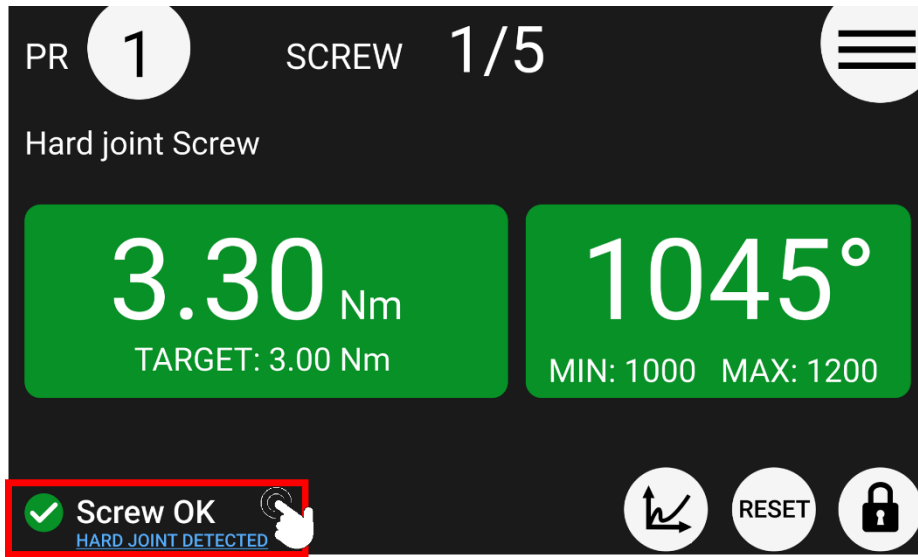 PR 1 SCREW 1/5
Hard joint Screw
3.30 Nm
TARGET: 3.00 Nm
1045°
MIN: 1000 MAX: 1200
Screw OK
HARD JOINT DETECTED
RESET